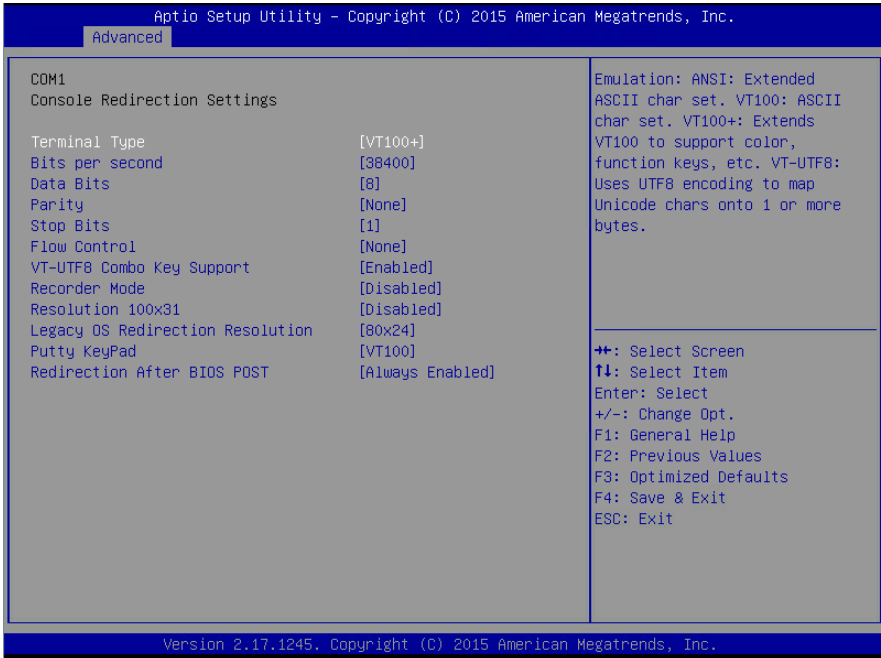 Aptio Setup Utility – Copyright (C) 2015 American Megatrends, Inc.
Advanced
COM1
Console Redirection Settings
Terminal Type [VT100+]
Bits per second [38400]
Data Bits [8]
Parity [None]
Stop Bits [1]
Flow Control [None]
VT-UTF8 Combo Key Support [Enabled]
Recorder Mode [Disabled]
Resolution 100x31 [Disabled]
Legacy OS Redirection Resolution [80x24]
Putty KeyPad [VT100]
Redirection After BIOS POST [Always Enabled]
Emulation: ANSI: Extended
ASCII char set. VT100: ASCII
char set. VT100+: Extends
VT100 to support color,
function keys, etc. VT-UTF8:
Uses UTF8 encoding to map
Unicode chars onto 1 or more
bytes.
→←: Select Screen
↑↓: Select Item
Enter: Select
+/-: Change Opt.
F1: General Help
F2: Previous Values
F3: Optimized Defaults
F4: Save & Exit
ESC: Exit
Version 2.17.1245. Copyright (C) 2015 American Megatrends, Inc.